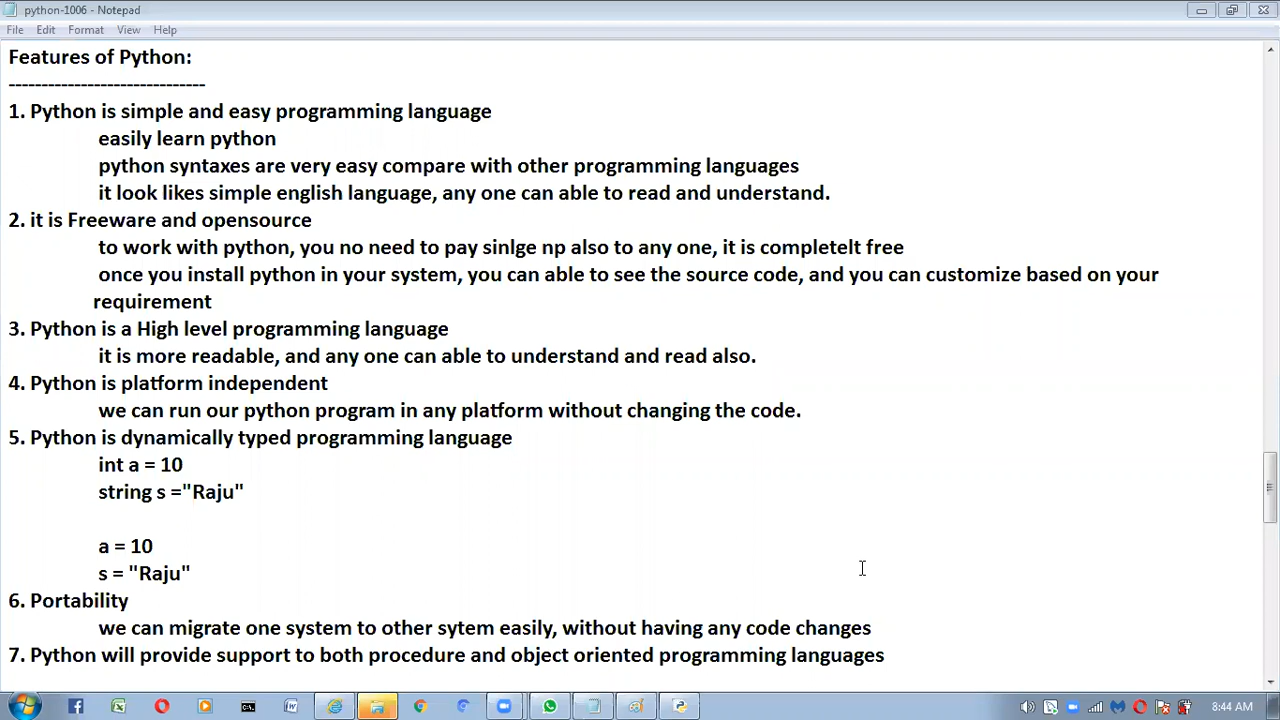 python-1006 - Notepad
File Edit Format View Help
Features of Python:
-----------------------------
1. Python is simple and easy programming language
easily learn python
python syntaxes are very easy compare with other programming languages
it look likes simple english language, any one can able to read and understand.
2. it is Freeware and opensource
to work with python, you no need to pay sinlge np also to any one, it is completelt free
once you install python in your system, you can able to see the source code, and you can customize based on your
requirement
3. Python is a High level programming language
it is more readable, and any one can able to understand and read also.
4. Python is platform independent
we can run our python program in any platform without changing the code.
5. Python is dynamically typed programming language
int a = 10
string s ="Raju"
a = 10
s = "Raju"
6. Portability
we can migrate one system to other sytem easily, without having any code changes
7. Python will provide support to both procedure and object oriented programming languages
8:44 AM